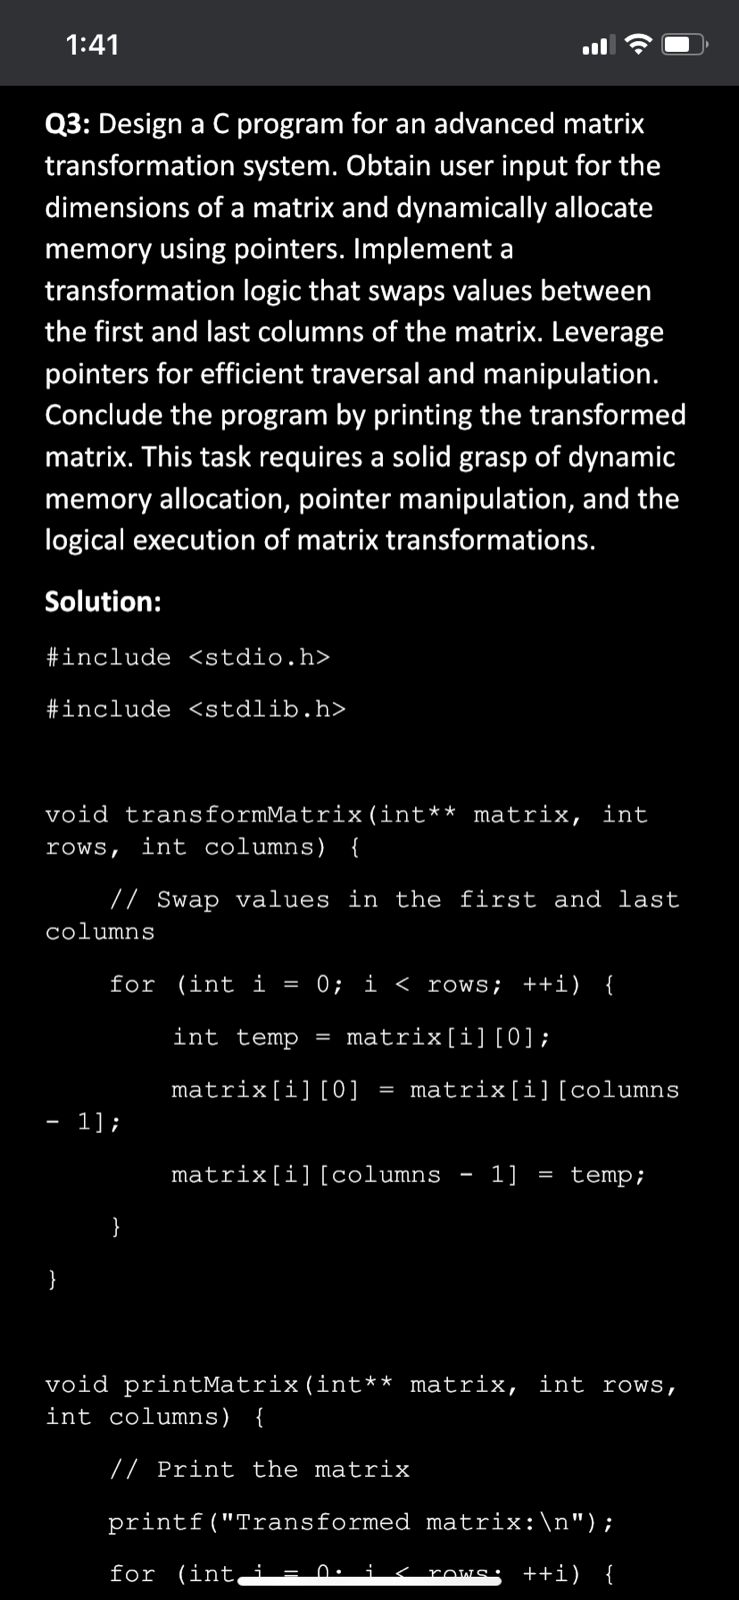 1:41
Q3: Design a C program for an advanced matrix
transformation system. Obtain user input for the
dimensions of a matrix and dynamically allocate
memory using pointers. Implement a
transformation logic that swaps values between
the first and last columns of the matrix. Leverage
pointers for efficient traversal and manipulation.
Conclude the program by printing the transformed
matrix. This task requires a solid grasp of dynamic
memory allocation, pointer manipulation, and the
logical execution of matrix transformations.
Solution:
#include <stdio.h>
#include <stdlib.h>
void transformMatrix(int** matrix, int
rows, int columns) {
// Swap values in the first and last
columns
for (int i = 0; i < rows; ++i) {
int temp = matrix[i][0];
matrix[i][0] = matrix[i][columns
- 1];
matrix[i][columns - 1] = temp;
}
}
void printMatrix(int** matrix, int rows,
int columns) {
// Print the matrix
printf("Transformed matrix:\n");
for (int i = 0; i < rows; ++i) {